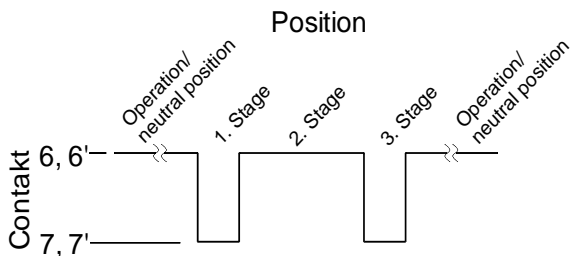 Position
Operation/
neutral position
1. Stage
2. Stage
3. Stage
Operation/
neutral position
Contakt
6, 6'
7, 7'